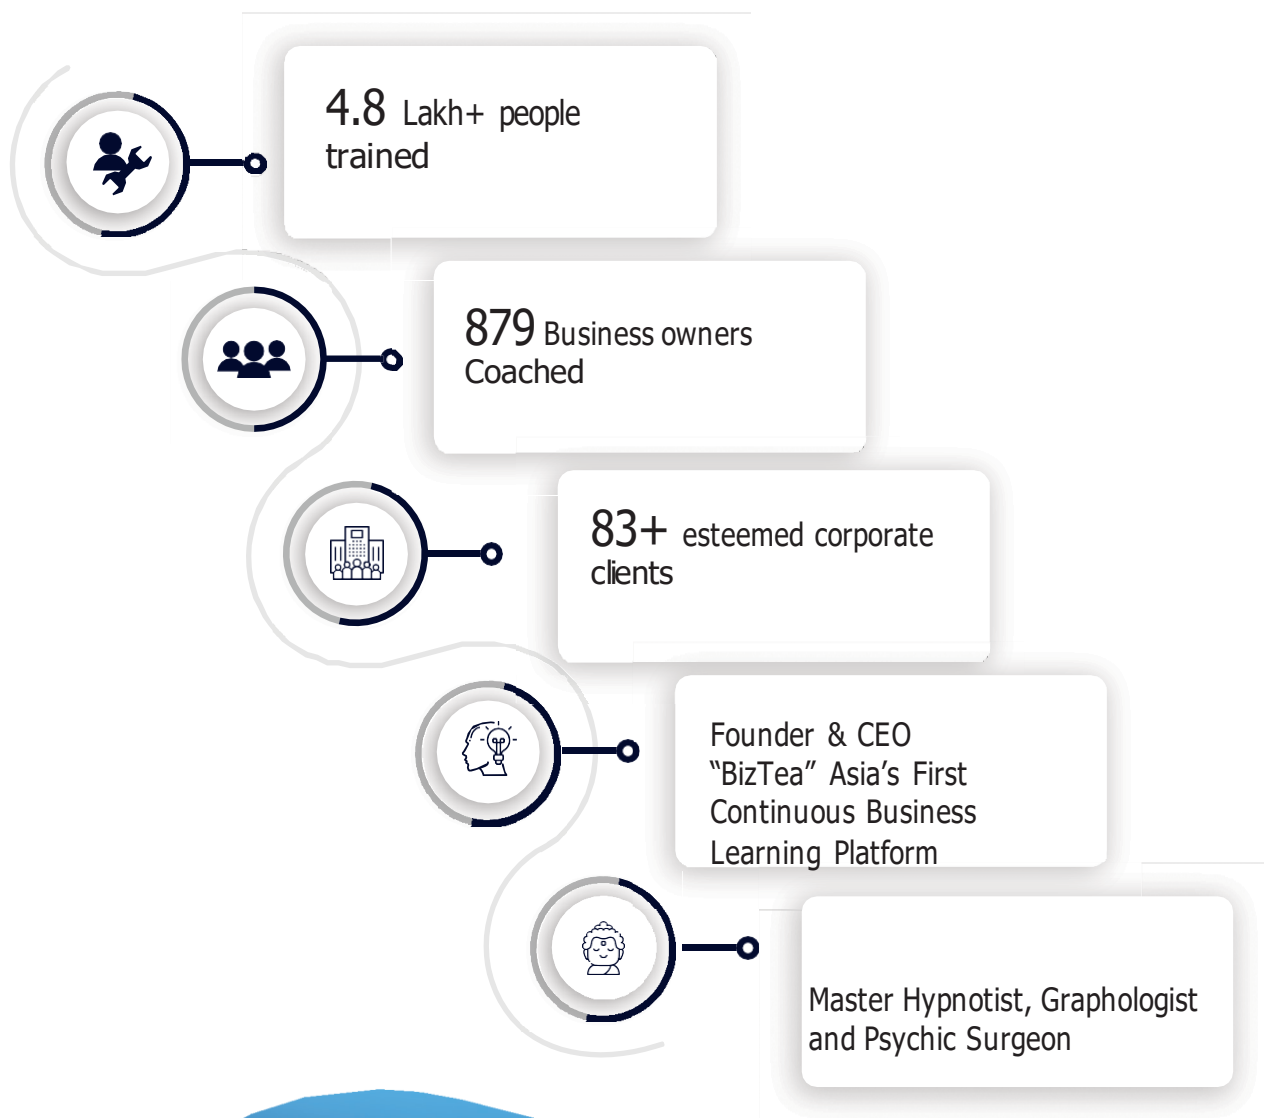 4.8 Lakh+ people
trained
879 Business owners
Coached
83+ esteemed corporate
clients
Founder & CEO
“BizTea” Asia’s First
Continuous Business
Learning Platform
Master Hypnotist, Graphologist
and Psychic Surgeon